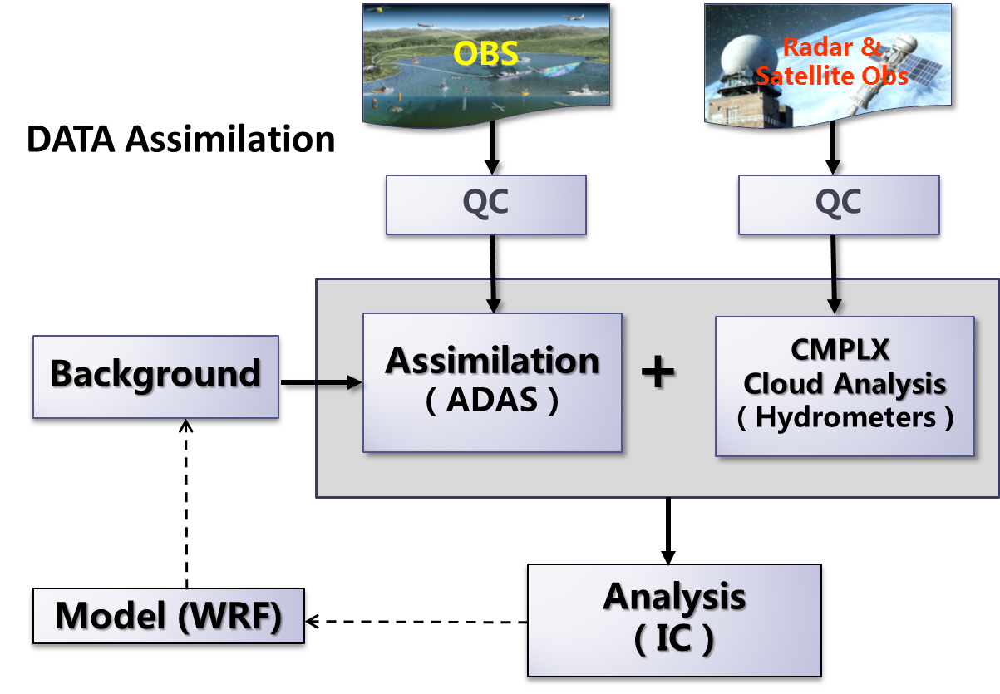 OBS
Radar &
Satellite Obs
DATA Assimilation
QC
QC
Background
Assimilation
( ADAS )
+
CMPLX
Cloud Analysis
( Hydrometers )
Model (WRF)
Analysis
( IC )